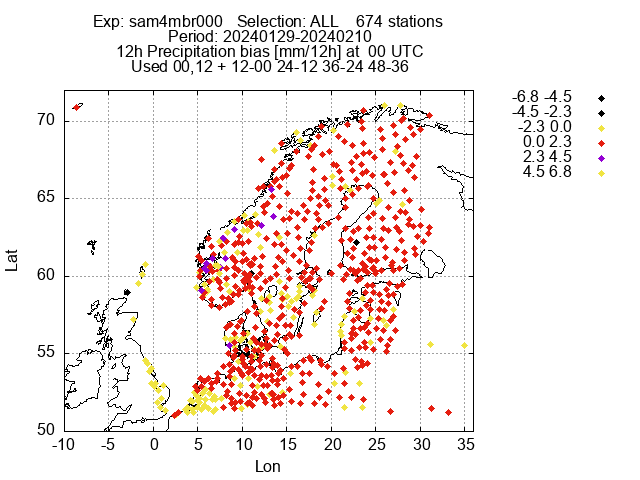 Exp: sam4mbr000 Selection: ALL 674 stations
Period: 20240129-20240210
12h Precipitation bias [mm/12h] at 00 UTC
Used 00,12 + 12-00 24-12 36-24 48-36
-6.8 -4.5
-4.5 -2.3
-2.3 0.0
0.0 2.3
2.3 4.5
4.5 6.8
70
65
60
55
50
Lat
-10 -5 0 5 10 15 20 25 30 35
Lon